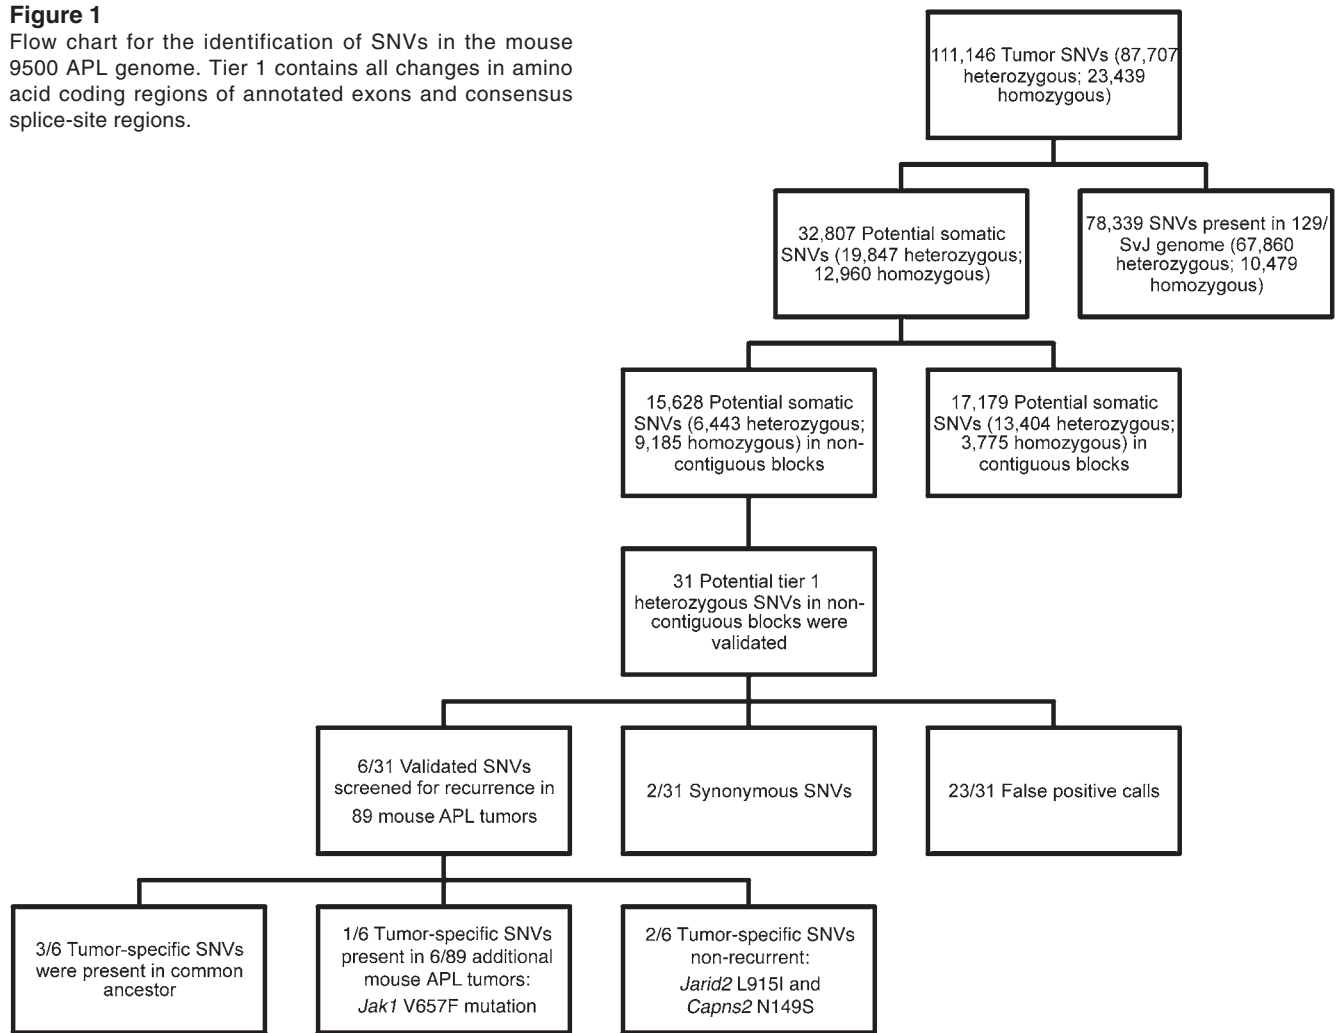 Figure 1
Flow chart for the identification of SNVs in the mouse
9500 APL genome. Tier 1 contains all changes in amino
acid coding regions of annotated exons and consensus
splice-site regions.
111,146 Tumor SNVs (87,707
heterozygous; 23,439
homozygous)
32,807 Potential somatic
SNVs (19,847 heterozygous;
12,960 homozygous)
78,339 SNVs present in 129/
SvJ genome (67,860
heterozygous; 10,479
homozygous)
15,628 Potential somatic
SNVs (6,443 heterozygous;
9,185 homozygous) in non-
contiguous blocks
17,179 Potential somatic
SNVs (13,404 heterozygous;
3,775 homozygous) in
contiguous blocks
31 Potential tier 1
heterozygous SNVs in non-
contiguous blocks were
validated
6/31 Validated SNVs
screened for recurrence in
89 mouse APL tumors
2/31 Synonymous SNVs
23/31 False positive calls
3/6 Tumor-specific SNVs
were present in common
ancestor
1/6 Tumor-specific SNVs
present in 6/89 additional
mouse APL tumors:
Jak1 V657F mutation
2/6 Tumor-specific SNVs
non-recurrent:
Jarid2 L915I and
Capns2 N149S